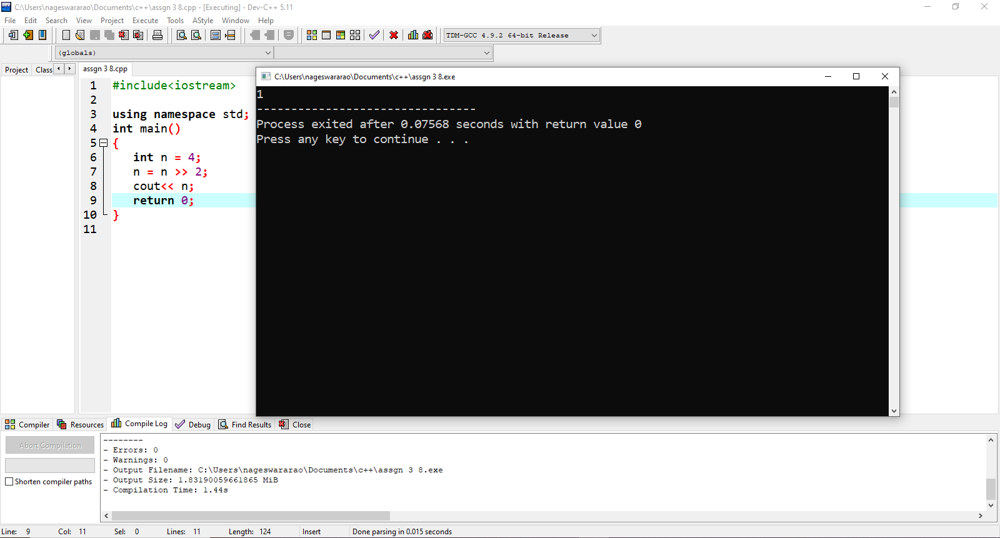 C:\Users\nageswararao\Documents\c++\assgn 3 8.cpp - [Executing] - Dev-C++ 5.11
File Edit Search View Project Execute Tools AStyle Window Help
TDM-GCC 4.9.2 64-bit Release
(globals)
Project Class
assgn 3 8.cpp
1 #include<iostream>
2
3 using namespace std;
4 int main()
5 {
6 int n = 4;
7 n = n >> 2;
8 cout<< n;
9 return 0;
10 }
11
C:\Users\nageswararao\Documents\c++\assgn 3 8.exe
1
--------------------------------
Process exited after 0.07568 seconds with return value 0
Press any key to continue . . .
Compiler Resources Compile Log Debug Find Results Close
Abort Compilation
Shorten compiler paths
--------
- Errors: 0
- Warnings: 0
- Output Filename: C:\Users\nageswararao\Documents\c++\assgn 3 8.exe
- Output Size: 1.83190059661865 MiB
- Compilation Time: 1.44s
Line: 9 Col: 11 Sel: 0 Lines: 11 Length: 124 Insert Done parsing in 0.015 seconds